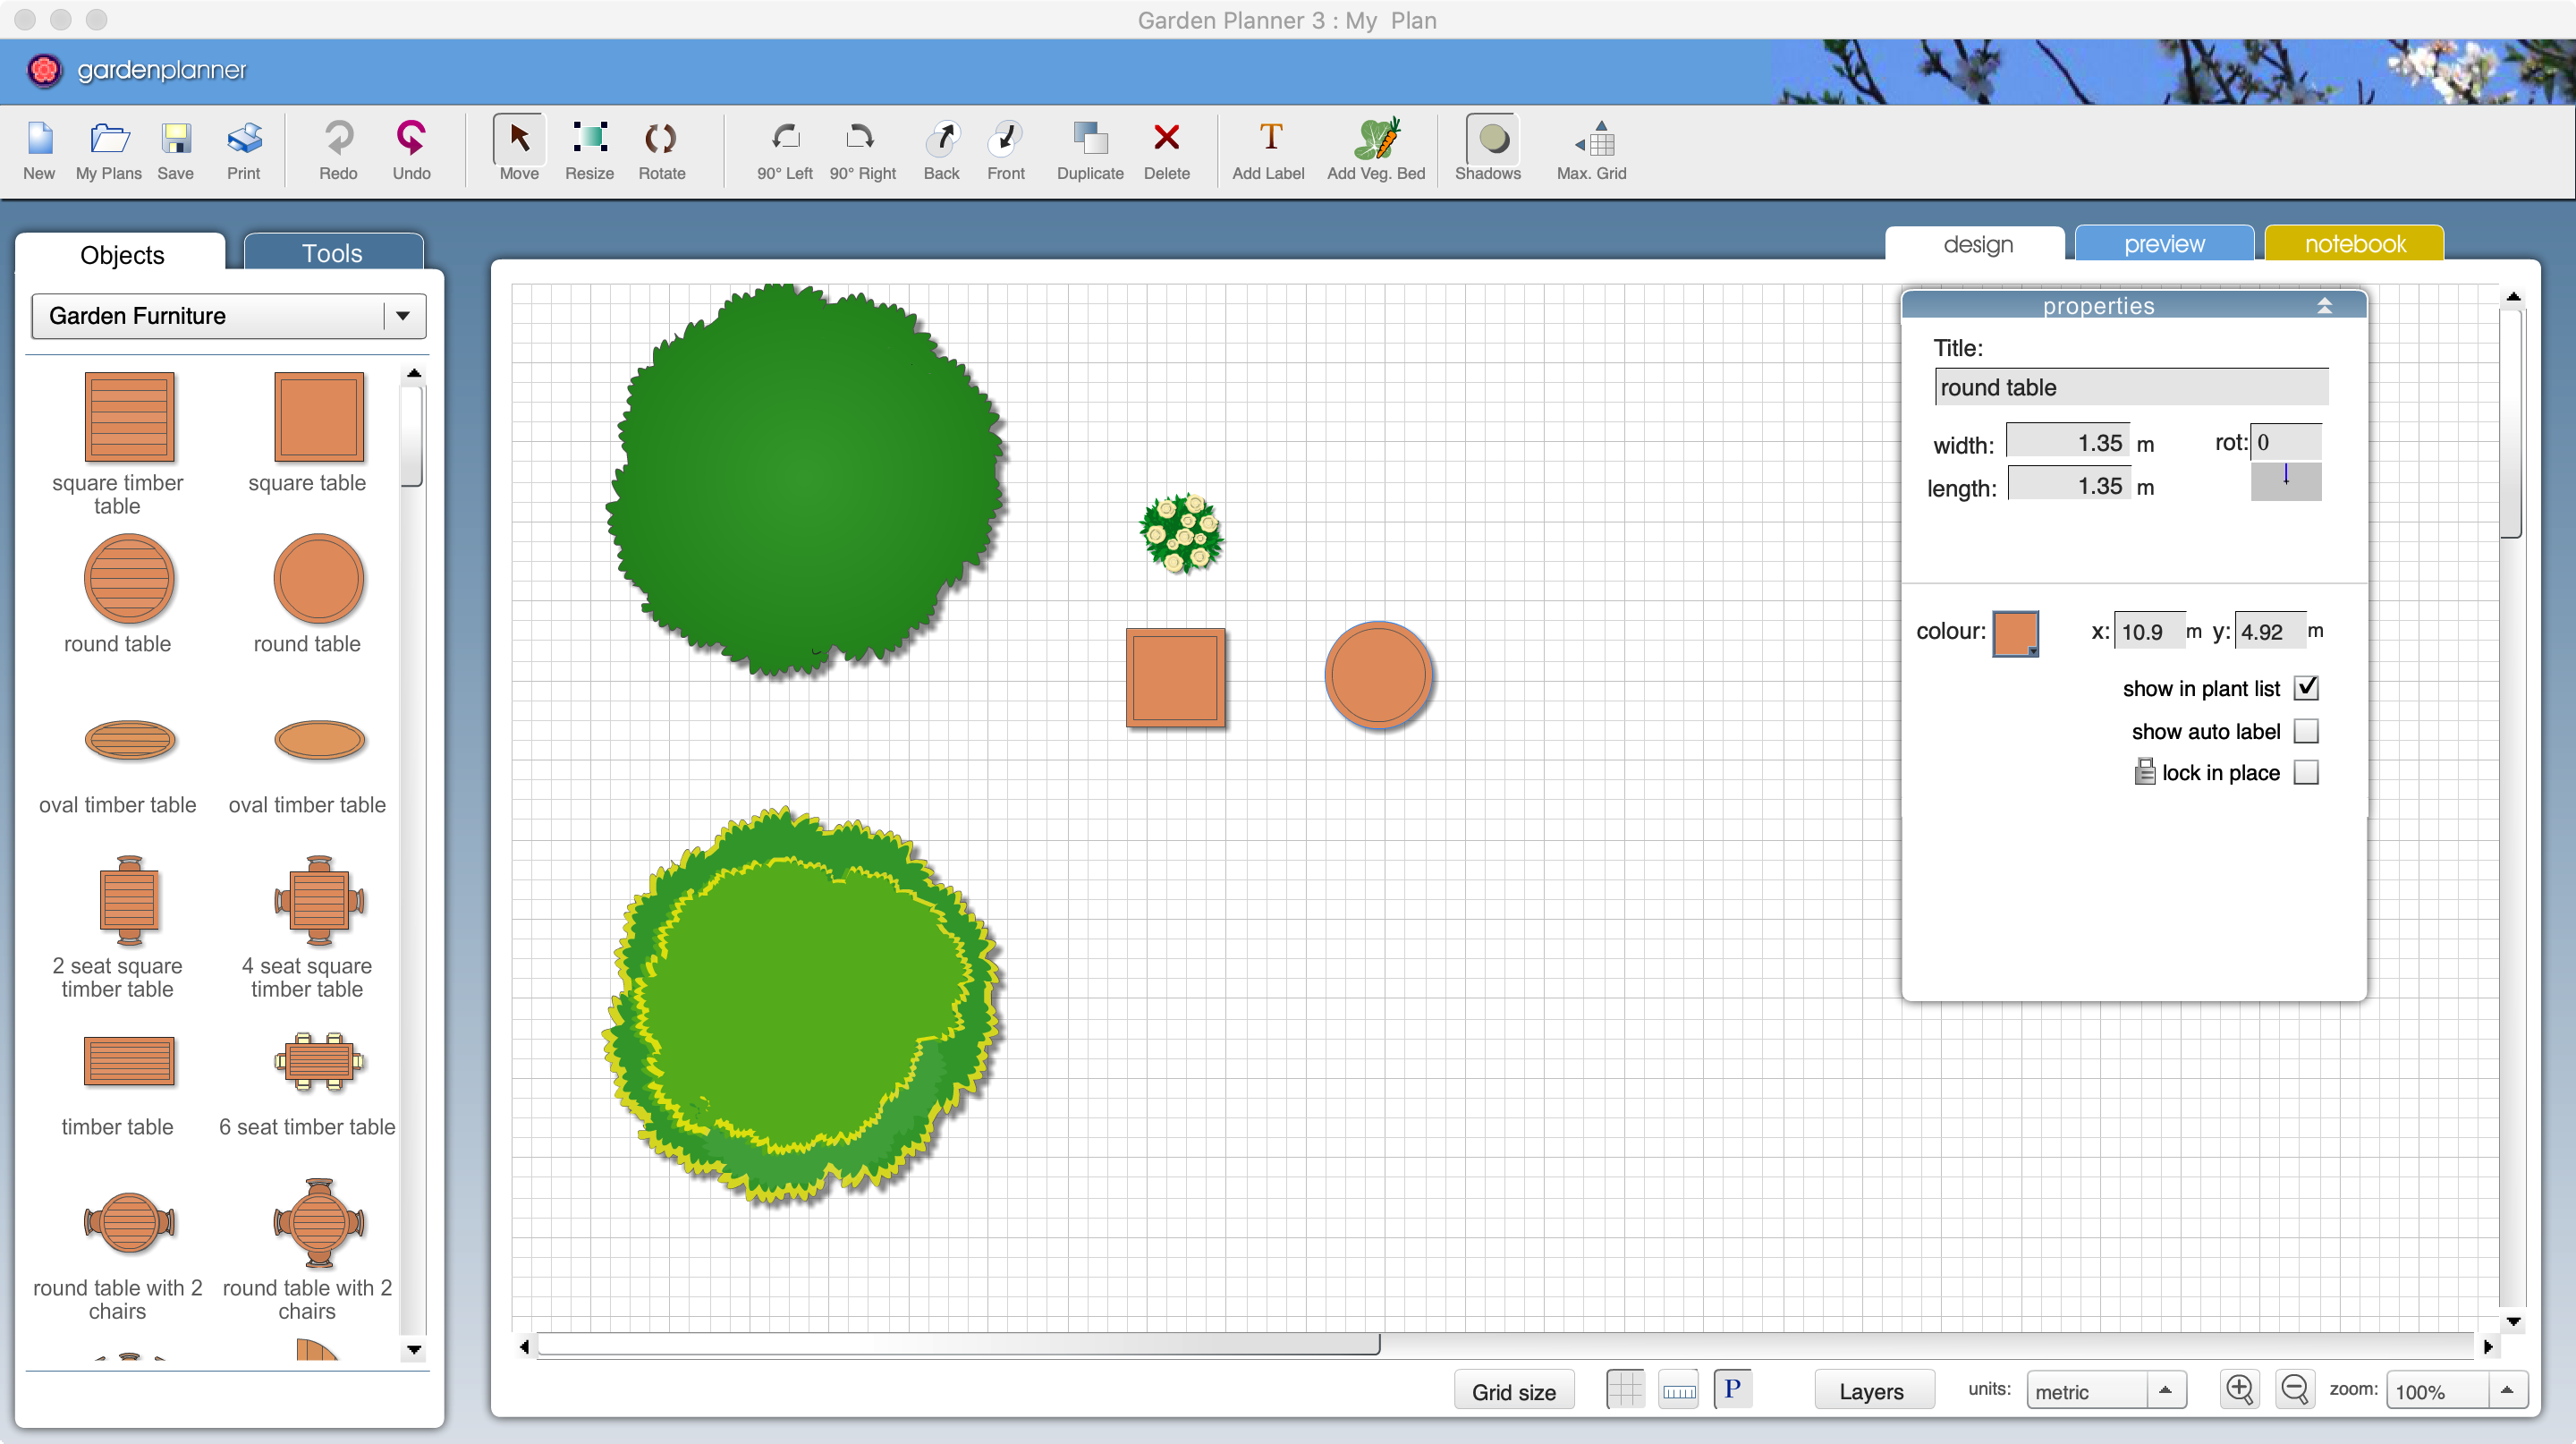 Garden Planner 3 : My Plan
gardenplanner
New
My Plans
Save
Print
Redo
Undo
Move
Resize
Rotate
90° Left
90° Right
Back
Front
Duplicate
Delete
T
Add Label
Add Veg. Bed
Shadows
Max. Grid
Objects
Tools
design
preview
notebook
Garden Furniture
square timber
table
square table
round table
round table
oval timber table
oval timber table
2 seat square
timber table
4 seat square
timber table
timber table
6 seat timber table
round table with 2
chairs
round table with 2
chairs
properties
Title:
round table
width: 1.35 m
rot: 0
length: 1.35 m
colour:
x: 10.9 m y: 4.92 m
show in plant list
show auto label
lock in place
Grid size
P
Layers
units: metric
zoom: 100%